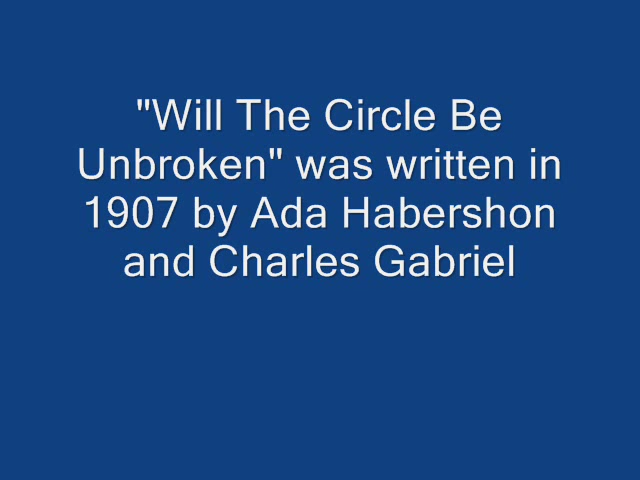 "Will The Circle Be
Unbroken" was written in
1907 by Ada Habershon
and Charles Gabriel